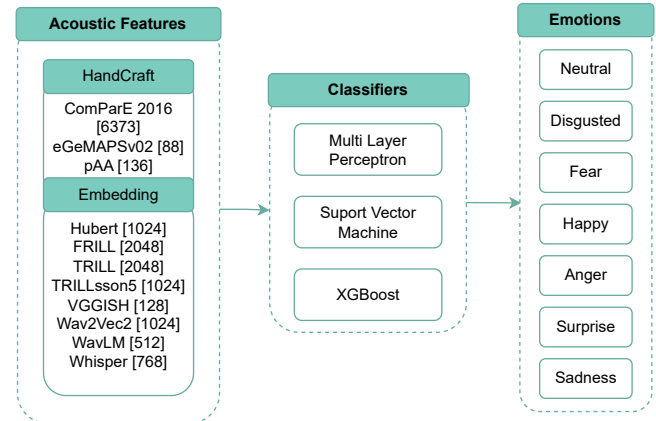 Acoustic Features
HandCraft
ComParE 2016
[6373]
eGeMAPSv02 [88]
pAA [136]
Embedding
Hubert [1024]
FRILL [2048]
TRILL [2048]
TRILLsson5 [1024]
VGGISH [128]
Wav2Vec2 [1024]
WavLM [512]
Whisper [768]
Classifiers
Multi Layer
Perceptron
Suport Vector
Machine
XGBoost
Emotions
Neutral
Disgusted
Fear
Happy
Anger
Surprise
Sadness